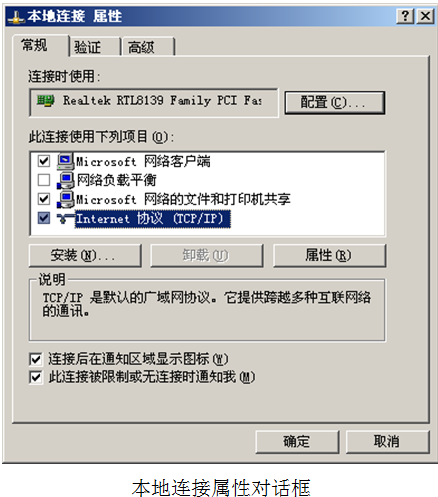 本地连接 属性
常规 验证 高级
连接时使用:
Realtek RTL8139 Family PCI Fas
配置(C)...
此连接使用下列项目(O):
Microsoft 网络客户端
网络负载平衡
Microsoft 网络的文件和打印机共享
Internet 协议 (TCP/IP)
安装(N)... 卸载(U) 属性(R)
说明
TCP/IP 是默认的广域网协议。它提供跨越多种互联网络
的通讯。
连接后在通知区域显示图标(W)
此连接被限制或无连接时通知我(M)
确定 取消
本地连接属性对话框